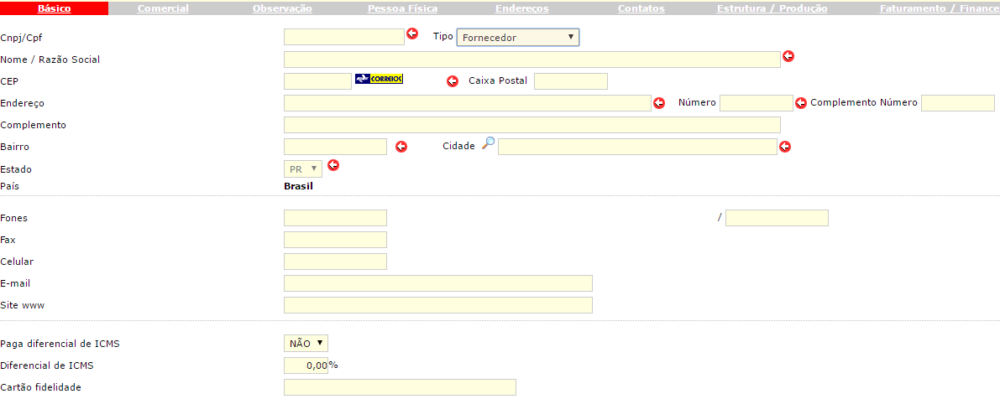 Básico Comercial Observação Pessoa Física Endereços Contatos Estrutura / Produção Faturamento / Finance
Cnpj/Cpf Tipo Fornecedor
Nome / Razão Social
CEP CORREIOS Caixa Postal
Endereço Número Complemento Número
Complemento
Bairro Cidade
Estado PR
País Brasil
Fones /
Fax
Celular
E-mail
Site www
Paga diferencial de ICMS NÃO
Diferencial de ICMS 0,00%
Cartão fidelidade